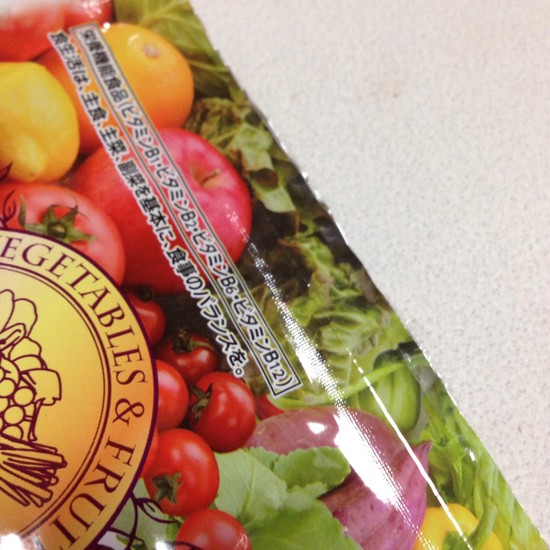 栄養機能食品(ビタミンB1・ビタミンB2・ビタミンB6・ビタミンB12)
食生活は、主食、主菜、副菜を基本に、食事のバランスを。
VEGETABLES & FRUIT